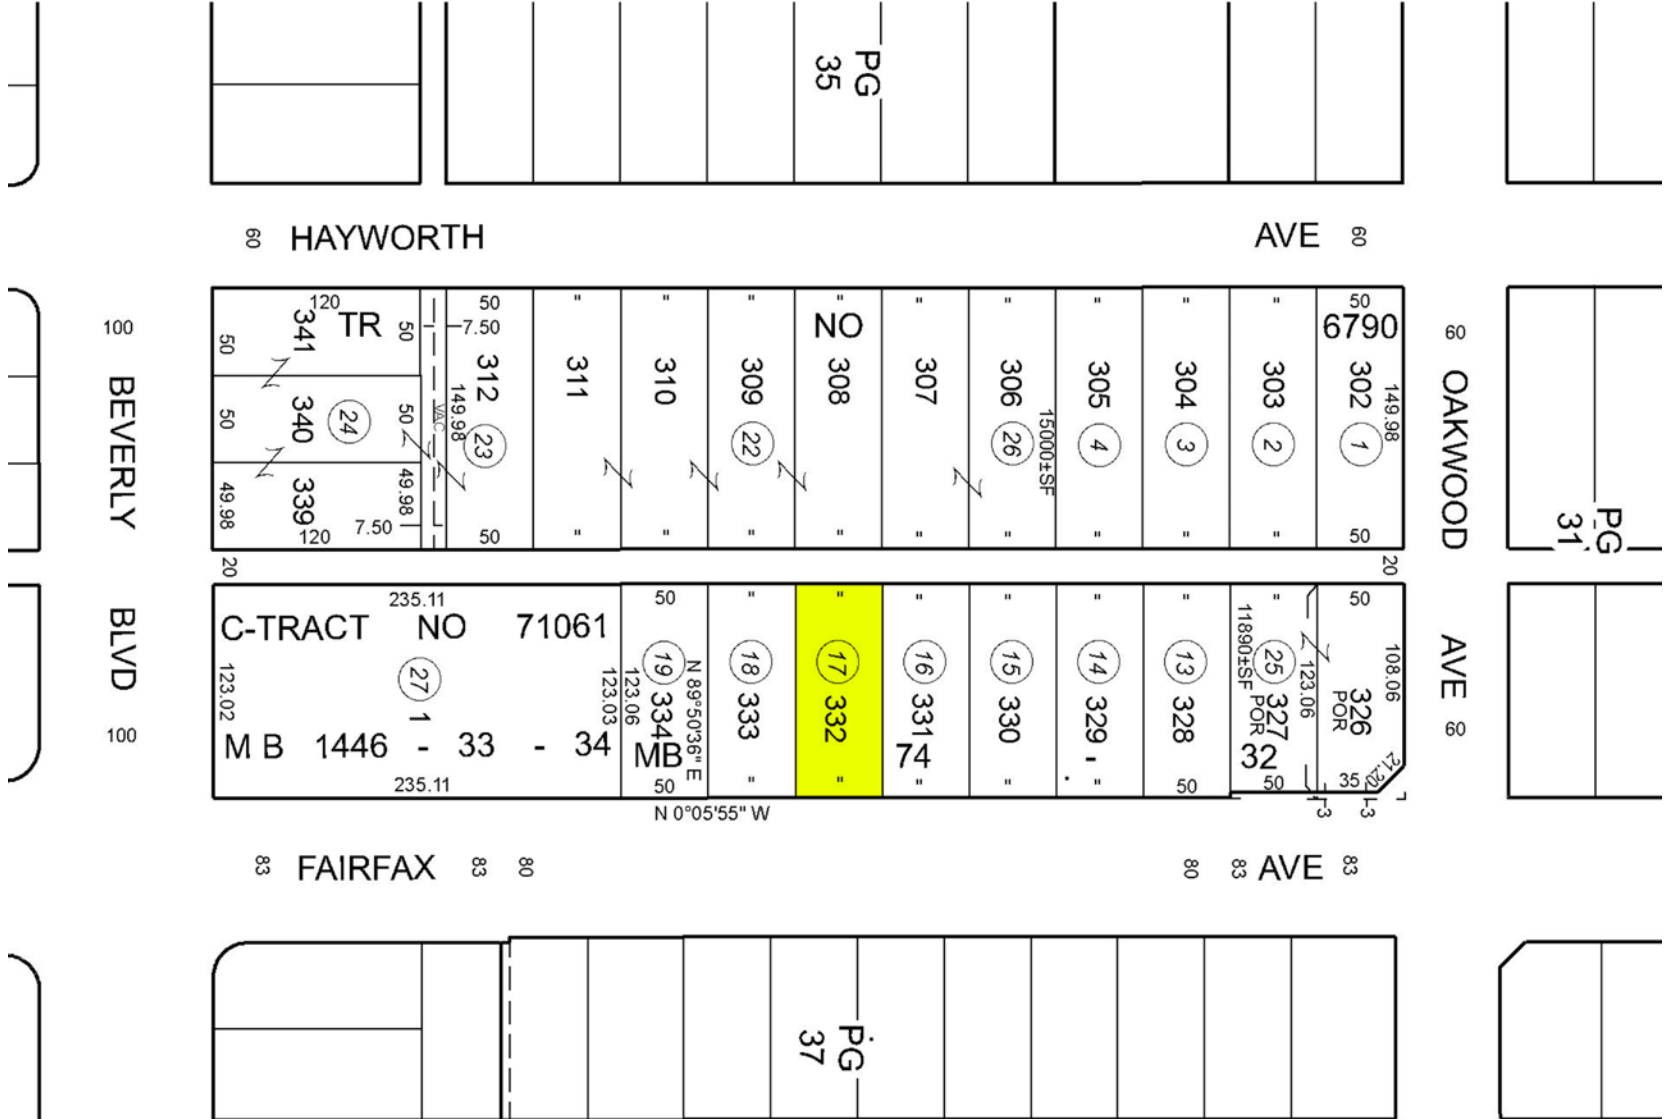 PG
35
60 HAYWORTH AVE 60
120 50 " " " " " " " " " 50
341 TR 50 7.50 NO 6790
50
100 60
312 311 310 309 308 307 306 305 304 303 302
149.98 149.98
50 340 24 50 VAC 23 22 26 4 3 2 1
15000±SF
49.98 339 49.98
120 7.50 50 " " " " " " " " " 50
BEVERLY
OAKWOOD
PG
31
20 20
235.11 50 " " " " " " " 50
C-TRACT NO 71061
BLVD
AVE
27 19 18 17 16 15 14 13 25
11890±SF 123.06 108.06
123.02 1 123.03 123.06 334 N 89°50'36" E 333 332 331 330 329 328 327 POR 326 POR
M B 1446 - 33 - 34 MB 74 - 32
100 60
235.11 50 " " " " " 50 50 35 21.20
N 0°05'55" W 3 3
83 FAIRFAX 83 80 80 83 AVE 83
PG
37